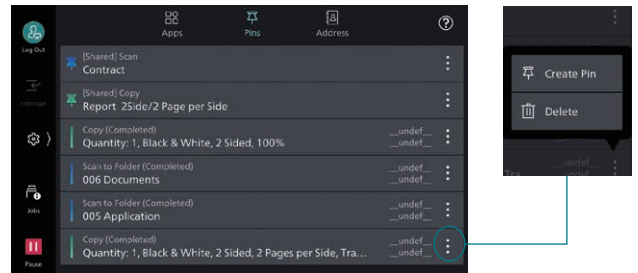 Apps
Pins
Address
Log Out
Interrupt
Jobs
Pause
[Shared] Scan
Contract
[Shared] Copy
Report 2Side/2 Page per Side
Copy (Completed)
Quantity: 1, Black & White, 2 Sided, 100%
__undef__
__undef__
Scan to Folder (Completed)
006 Documents
__undef__
__undef__
Scan to Folder (Completed)
005 Application
__undef__
__undef__
Copy (Completed)
Quantity: 1, Black & White, 2 Sided, 2 Pages per Side, Tra...
__undef__
__undef__
Create Pin
Delete
__undef__
Tra... __undef__